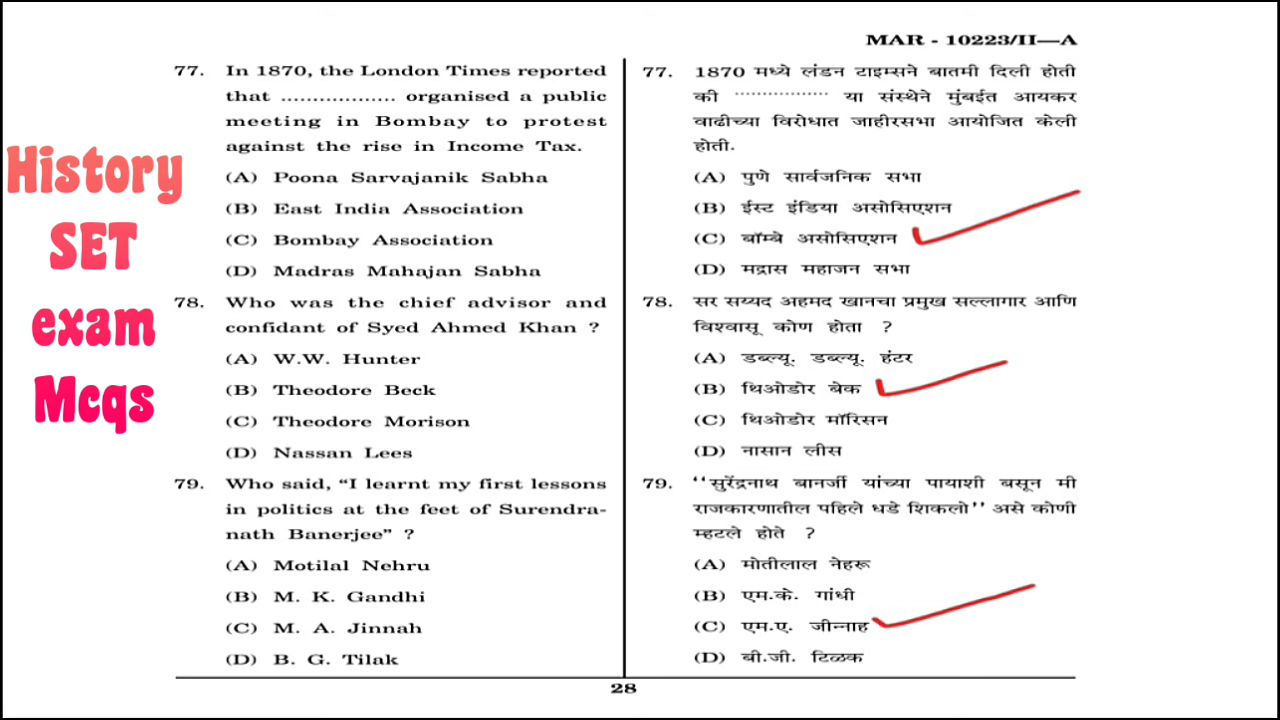 MAR - 10223/II—A
History
SET
exam
Mcqs
77. In 1870, the London Times reported
that .................. organised a public
meeting in Bombay to protest
against the rise in Income Tax.
(A) Poona Sarvajanik Sabha
(B) East India Association
(C) Bombay Association
(D) Madras Mahajan Sabha
78. Who was the chief advisor and
confidant of Syed Ahmed Khan ?
(A) W.W. Hunter
(B) Theodore Beck
(C) Theodore Morison
(D) Nassan Lees
79. Who said, “I learnt my first lessons
in politics at the feet of Surendra-
nath Banerjee” ?
(A) Motilal Nehru
(B) M. K. Gandhi
(C) M. A. Jinnah
(D) B. G. Tilak
77. 1870 मध्ये लंडन टाइम्सने बातमी दिली होती
की .................. या संस्थेने मुंबईत आयकर
वाढीच्या विरोधात जाहीरसभा आयोजित केली
होती.
(A) पुणे सार्वजनिक सभा
(B) ईस्ट इंडिया असोसिएशन
(C) बॉम्बे असोसिएशन
(D) मद्रास महाजन सभा
78. सर सय्यद अहमद खानचा प्रमुख सल्लागार आणि
विश्वासू कोण होता ?
(A) डब्ल्यू. डब्ल्यू. हंटर
(B) थिओडोर बेक
(C) थिओडोर मॉरिसन
(D) नासान लीस
79. ‘‘सुरेंद्रनाथ बानर्जी यांच्या पायाशी बसून मी
राजकारणातील पहिले धडे शिकलो’’ असे कोणी
म्हटले होते ?
(A) मोतीलाल नेहरू
(B) एम.के. गांधी
(C) एम.ए. जीन्नाह
(D) बी.जी. टिळक
28